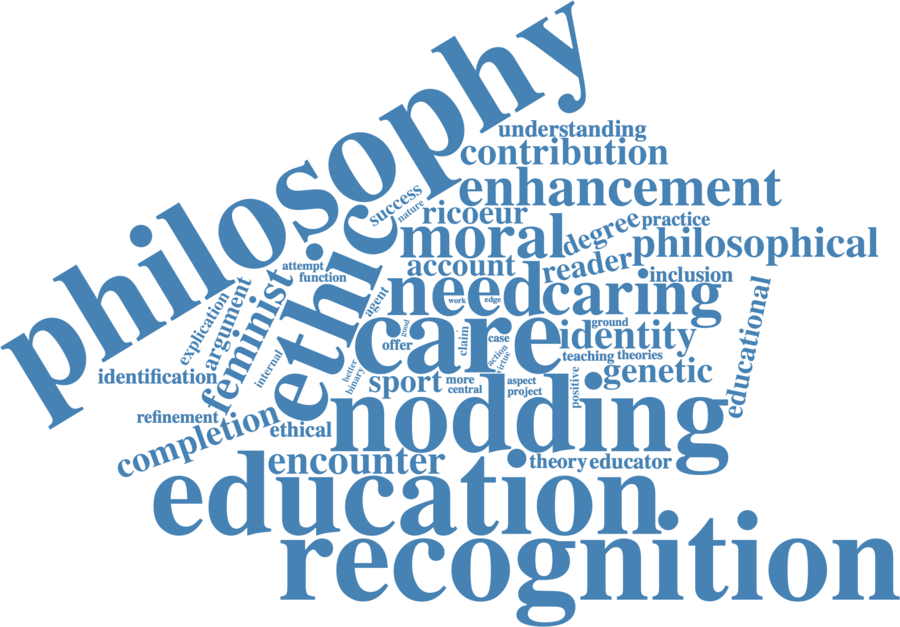 philosophy
understanding
contribution
enhancement
success
nature
ricoeur
degree
practice
moral
philosophical
ethic
account
reader
inclusion
attempt
function
feminist
argument
explication
agent
need
work
edge
caring
educational
care
good
offer
claim
case
action
virtue
ground
identity
teaching
theories
genetic
identification
internal
better
binary
sport
more
central
aspect
project
positive
refinement
completion
ethical
nodding
encounter
theory
educator
education
recognition